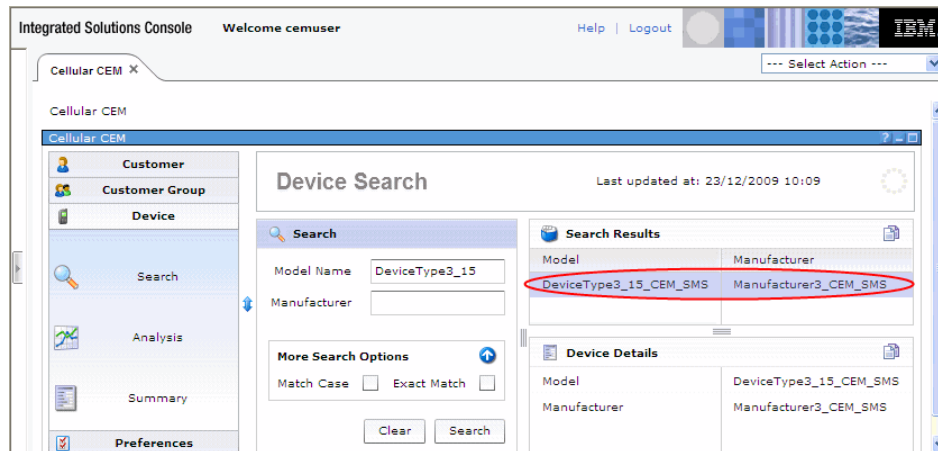 Integrated Solutions Console Welcome cemuser Help | Logout IBM
Cellular CEM --- Select Action ---
Cellular CEM
Cellular CEM
Customer
Customer Group
Device
Search
Analysis
Summary
Preferences
Device Search Last updated at: 23/12/2009 10:09
Search
Model Name DeviceType3_15
Manufacturer
More Search Options
Match Case Exact Match
Clear Search
Search Results
Model Manufacturer
DeviceType3_15_CEM_SMS Manufacturer3_CEM_SMS
Device Details
Model DeviceType3_15_CEM_SMS
Manufacturer Manufacturer3_CEM_SMS